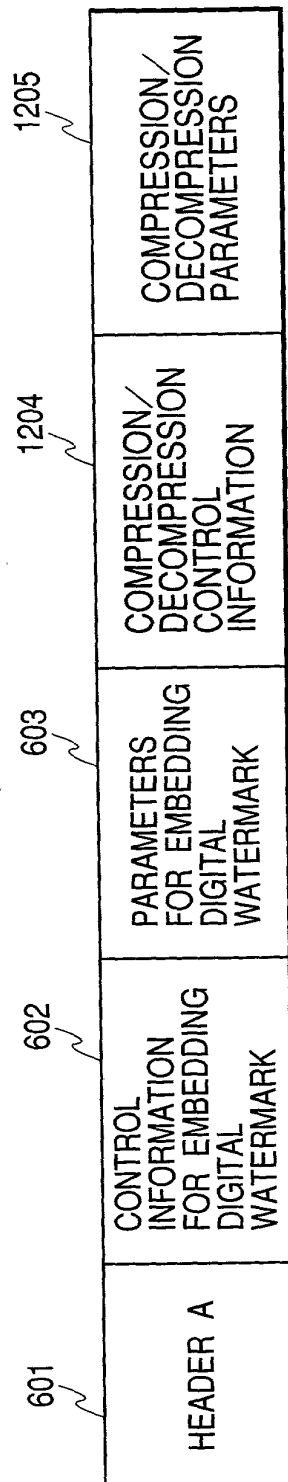 601
602
603
1204
1205
HEADER A
CONTROL
INFORMATION
FOR EMBEDDING
DIGITAL
WATERMARK
PARAMETERS
FOR EMBEDDING
DIGITAL
WATERMARK
COMPRESSION/
DECOMPRESSION
CONTROL
INFORMATION
COMPRESSION/
DECOMPRESSION
PARAMETERS